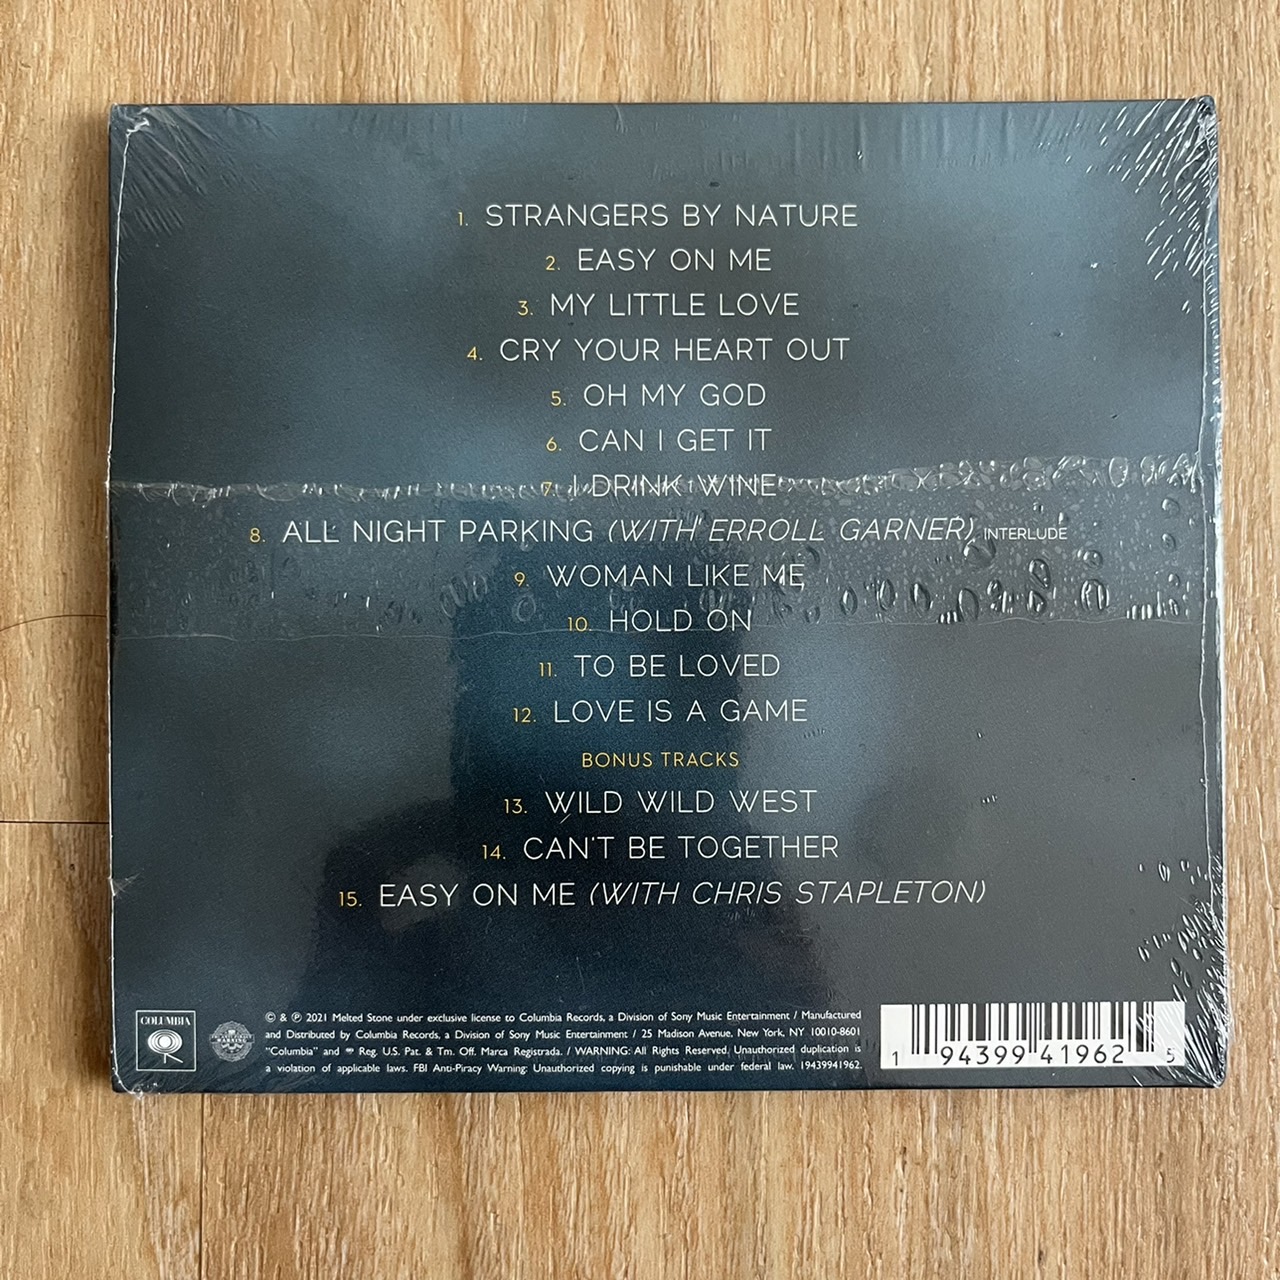 1. STRANGERS BY NATURE
2. EASY ON ME
3. MY LITTLE LOVE
4. CRY YOUR HEART OUT
5. OH MY GOD
6. CAN I GET IT
7. I DRINK WINE
8. ALL NIGHT PARKING (WITH ERROLL GARNER) INTERLUDE
9. WOMAN LIKE ME
10. HOLD ON
11. TO BE LOVED
12. LOVE IS A GAME
BONUS TRACKS
13. WILD WILD WEST
14. CAN'T BE TOGETHER
15. EASY ON ME (WITH CHRIS STAPLETON)
COLUMBIA
© & ℗ 2021 Melted Stone under exclusive license to Columbia Records, a Division of Sony Music Entertainment / Manufactured
and Distributed by Columbia Records, a Division of Sony Music Entertainment / 25 Madison Avenue, New York, NY 10010-8601
"Columbia" and Reg. U.S. Pat. & Tm. Off. Marca Registrada. / WARNING: All Rights Reserved. Unauthorized duplication is
a violation of applicable laws. FBI Anti-Piracy Warning: Unauthorized copying is punishable under federal law. 19439941962.
1 94399 41962 5